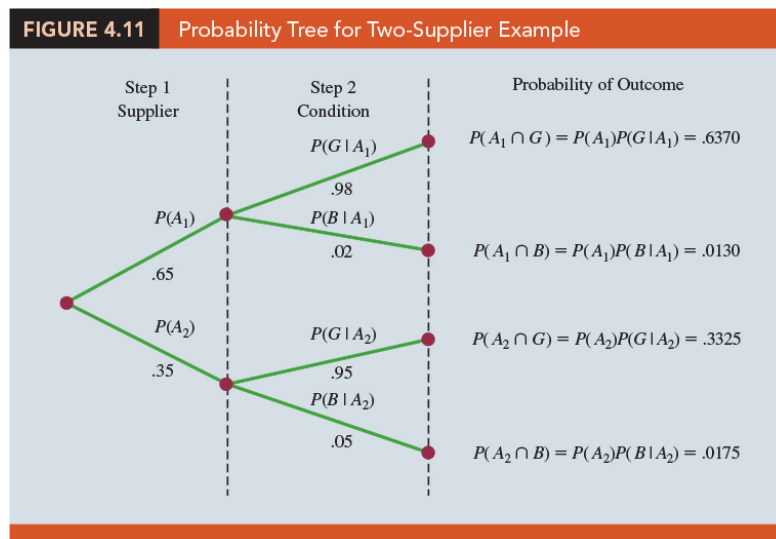 FIGURE 4.11 Probability Tree for Two-Supplier Example
Step 1
Supplier
Step 2
Condition
Probability of Outcome
P(G | A₁)
.98
P(A₁ ∩ G) = P(A₁)P(G | A₁) = .6370
P(A₁)
.65
P(B | A₁)
.02
P(A₁ ∩ B) = P(A₁)P(B | A₁) = .0130
P(A₂)
.35
P(G | A₂)
.95
P(A₂ ∩ G) = P(A₂)P(G | A₂) = .3325
P(B | A₂)
.05
P(A₂ ∩ B) = P(A₂)P(B | A₂) = .0175